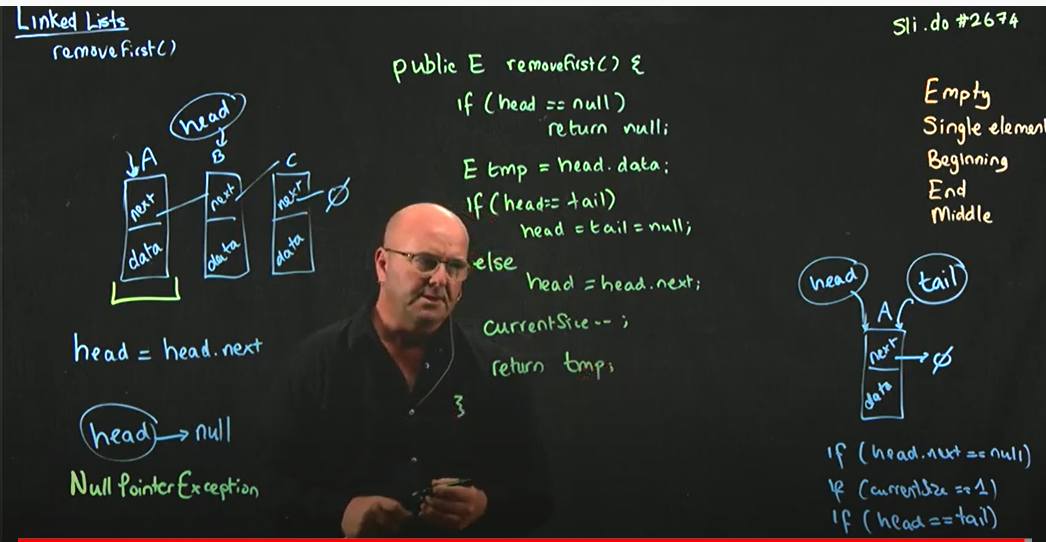 Linked Lists
removeFirst()
Sli.do #2674
public E removeFirst() {
if (head == null)
return null;
E tmp = head.data;
if (head == tail)
head = tail = null;
else
head = head.next;
currentSize--;
return tmp;
}
head
A
B
C
next
next
next
∅
data
data
data
head = head.next
head → null
NullPointerException
Empty
Single element
Beginning
End
Middle
head
tail
A
next
∅
data
if (head.next == null)
if (currentSize == 1)
if (head == tail)